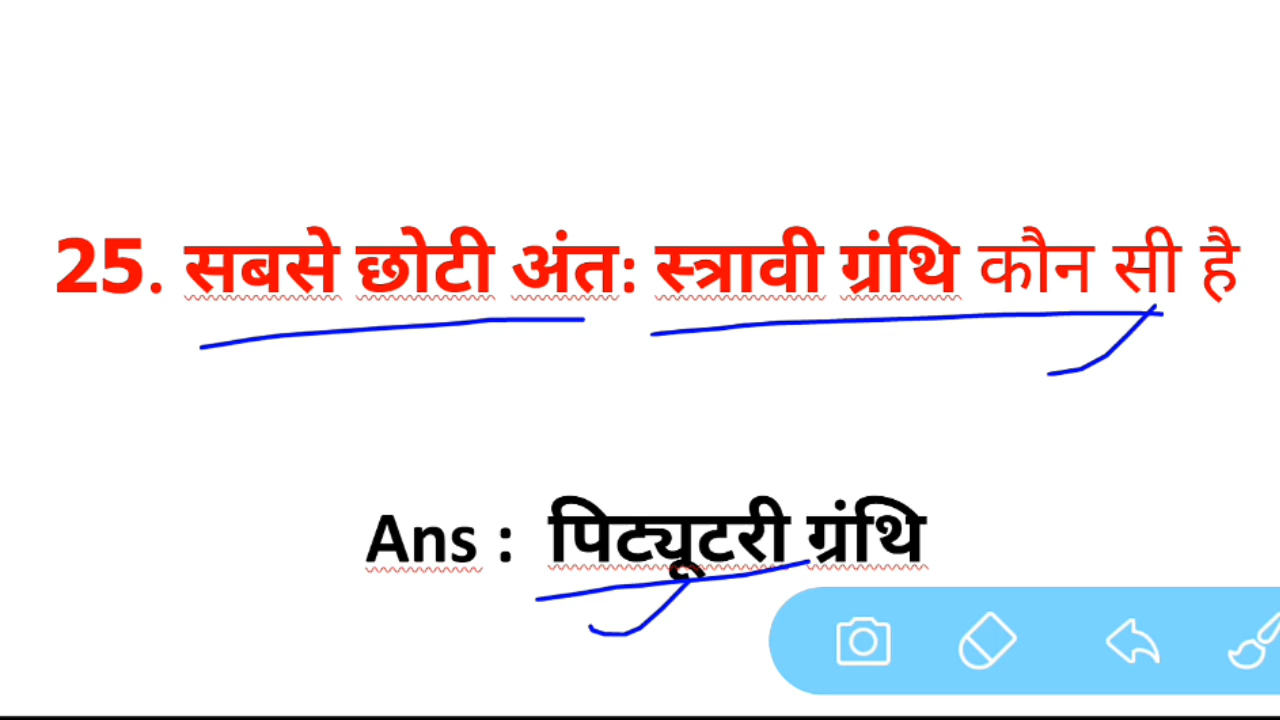 25. सबसे छोटी अंत: स्त्रावी ग्रंथि कौन सी है
Ans : पिट्यूटरी ग्रंथि